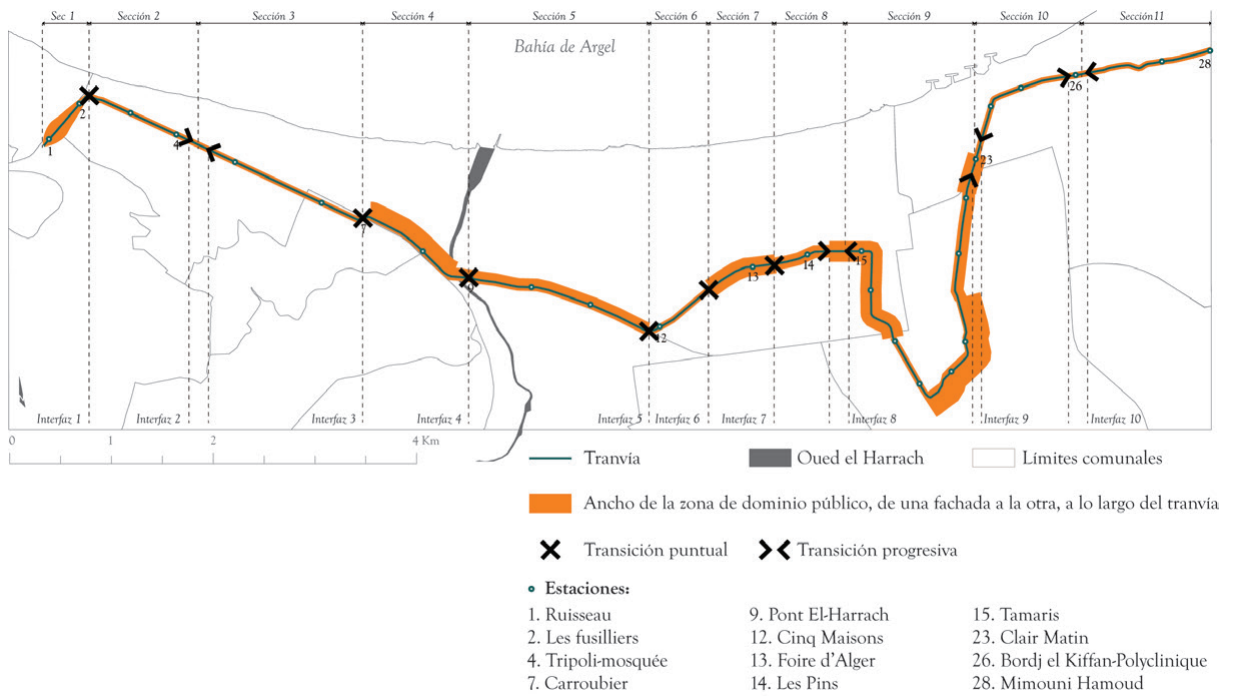 Sec 1 Sección 2 Sección 3 Sección 4 Sección 5 Sección 6 Sección 7 Sección 8 Sección 9 Sección 10 Sección11
Bahía de Argel
28
26
2
1
4
23
7
15
14
13
9
12
Interfaz 1 Interfaz 2 Interfaz 3 Interfaz 4 Interfaz 5 Interfaz 6 Interfaz 7 Interfaz 8 Interfaz 9 Interfaz 10
0 1 2 4 Km
Tranvía Oued el Harrach Límites comunales
Ancho de la zona de dominio público, de una fachada a la otra, a lo largo del tranvía
Transición puntual Transición progresiva
Estaciones:
1. Ruisseau 9. Pont El-Harrach 15. Tamaris
2. Les fusilliers 12. Cinq Maisons 23. Clair Matin
4. Tripoli-mosquée 13. Foire d'Alger 26. Bordj el Kiffan-Polyclinique
7. Carroubier 14. Les Pins 28. Mimouni Hamoud